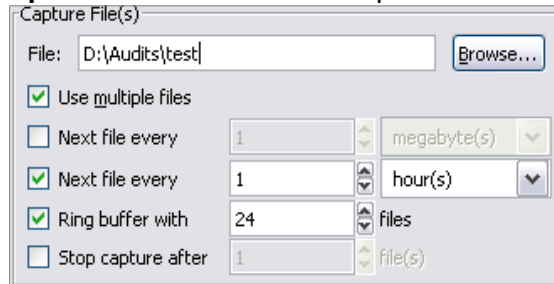 Capture File(s)
File: D:\Audits\test Browse...
Use multiple files
Next file every 1 megabyte(s)
Next file every 1 hour(s)
Ring buffer with 24 files
Stop capture after 1 file(s)